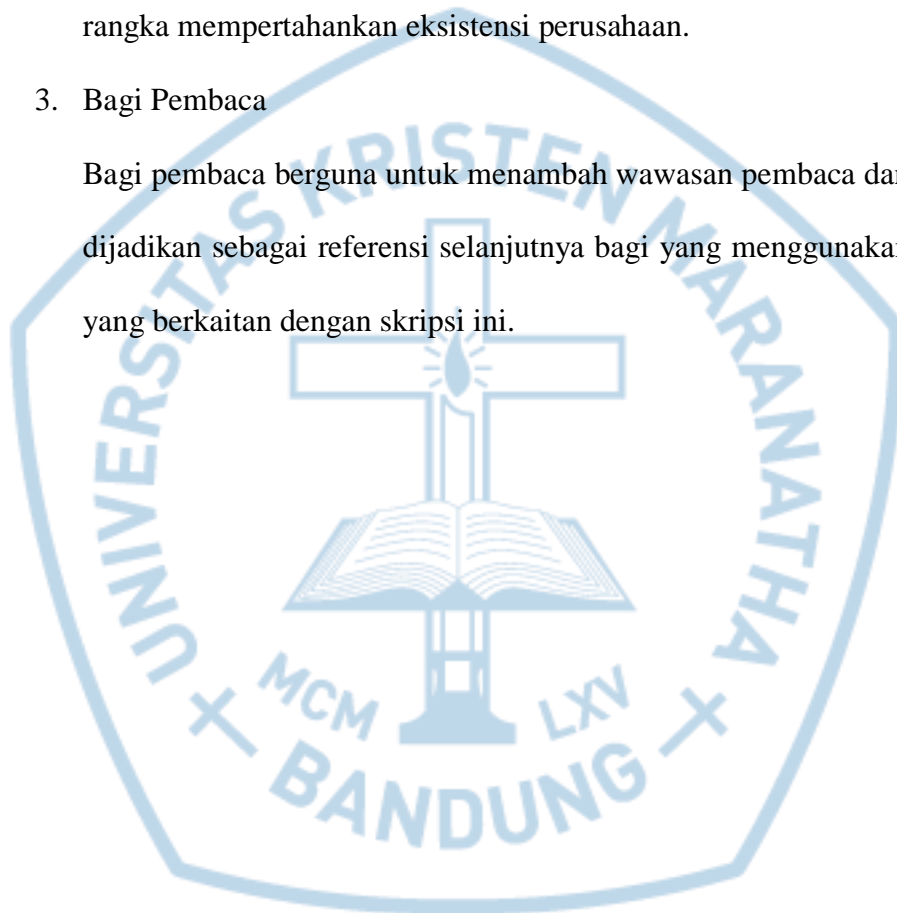 rangka mempertahankan eksistensi perusahaan.
3. Bagi Pembaca
Bagi pembaca berguna untuk menambah wawasan pembaca dan
dijadikan sebagai referensi selanjutnya bagi yang menggunakan
yang berkaitan dengan skripsi ini.
UNIVERSITAS KRISTEN MARANATHA
MCM LXV
BANDUNG